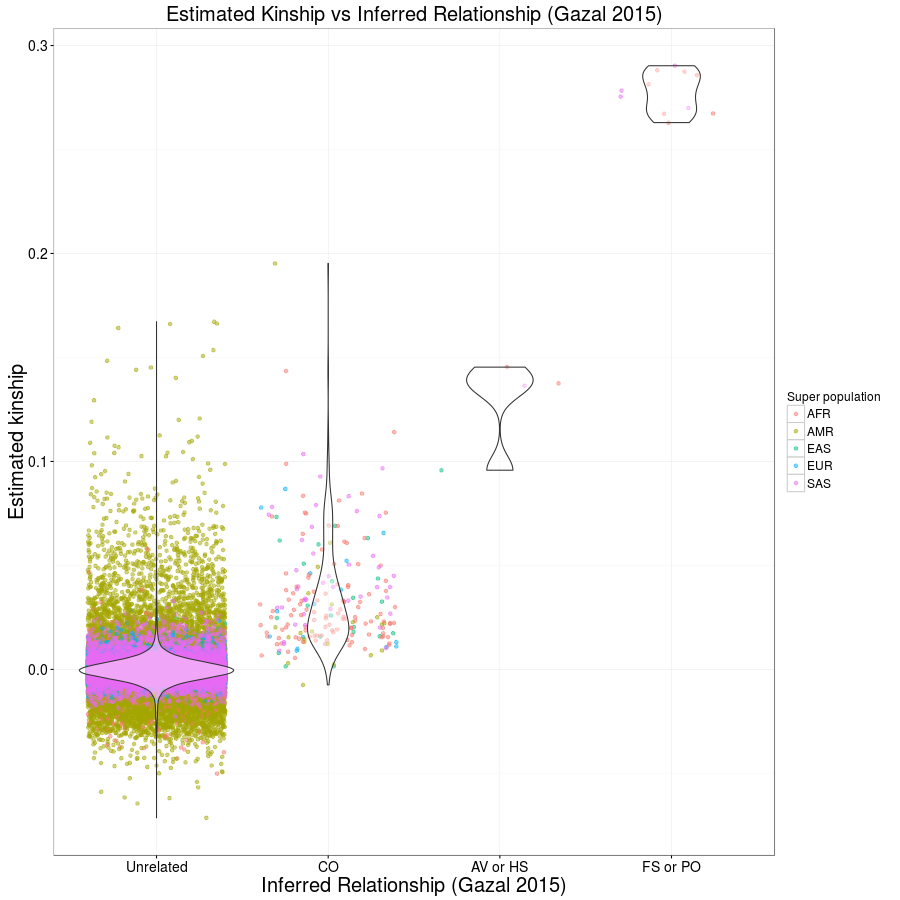 Estimated Kinship vs Inferred Relationship (Gazal 2015)
0.3
0.2
0.1
0.0
Estimated kinship
Unrelated
CO
AV or HS
FS or PO
Inferred Relationship (Gazal 2015)
Super population
AFR
AMR
EAS
EUR
SAS